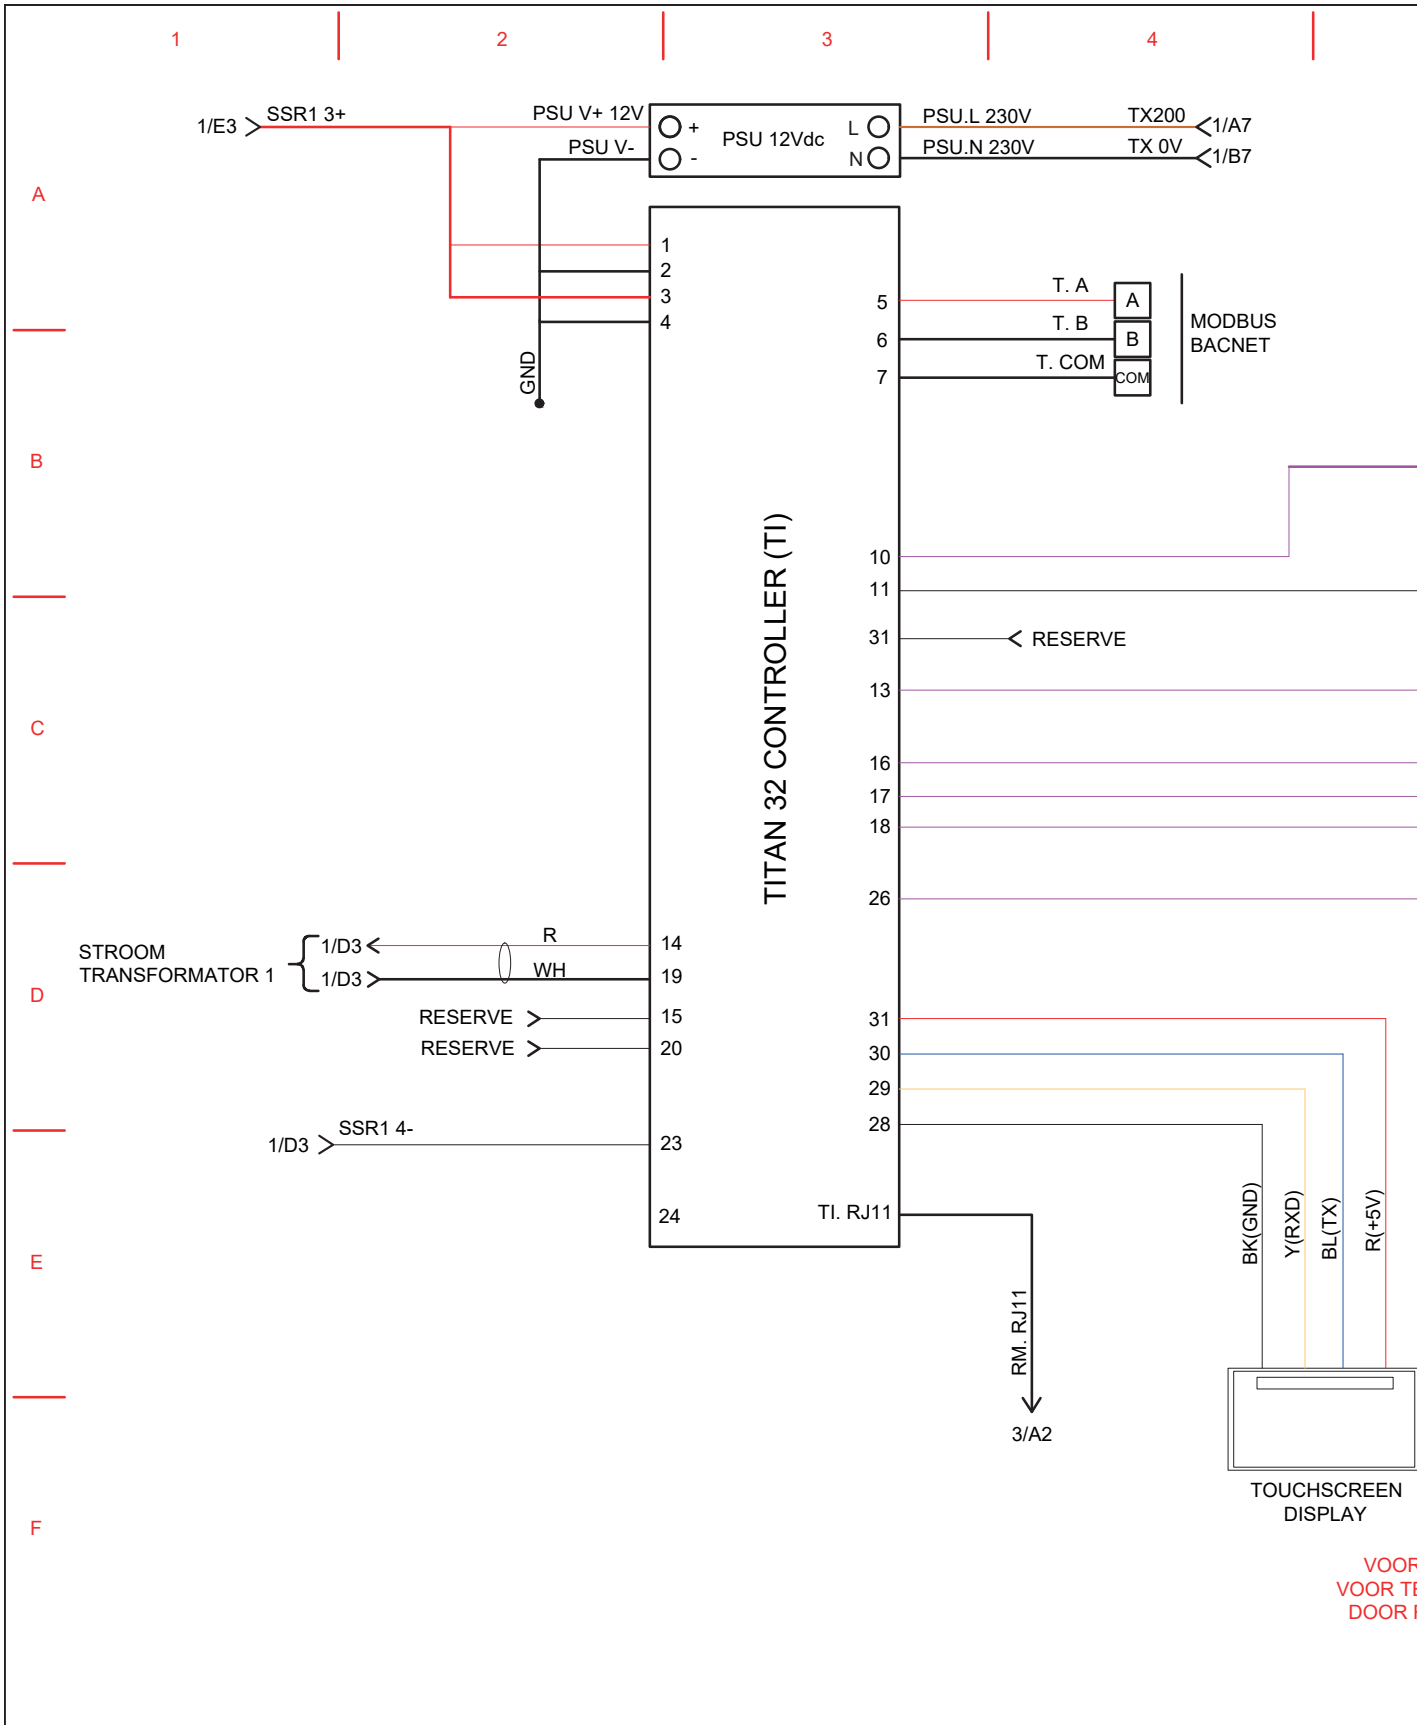 1
2
3
4
1/E3
SSR1 3+
PSU V+ 12V
+
PSU 12Vdc
L
PSU.L 230V
TX200
1/A7
PSU V-
-
N
PSU.N 230V
TX 0V
1/B7
A
1
2
3
4
5
T. A
A
6
T. B
B
7
T. COM
COM
MODBUS
BACNET
GND
B
TITAN 32 CONTROLLER (TI)
10
11
31
RESERVE
13
C
16
17
18
26
STROOM
TRANSFORMATOR 1
1/D3
R
14
1/D3
WH
19
D
RESERVE
15
RESERVE
20
31
30
29
28
1/D3
SSR1 4-
23
24
TI. RJ11
BK(GND)
Y(RXD)
BL(TX)
R(+5V)
E
RM. RJ11
3/A2
TOUCHSCREEN
DISPLAY
F
VOOR
VOOR TE
DOOR